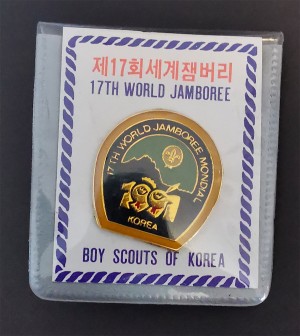 제17회세계잼버리
17TH WORLD JAMBOREE
17TH WORLD JAMBOREE MONDIAL
KOREA
BOY SCOUTS OF KOREA